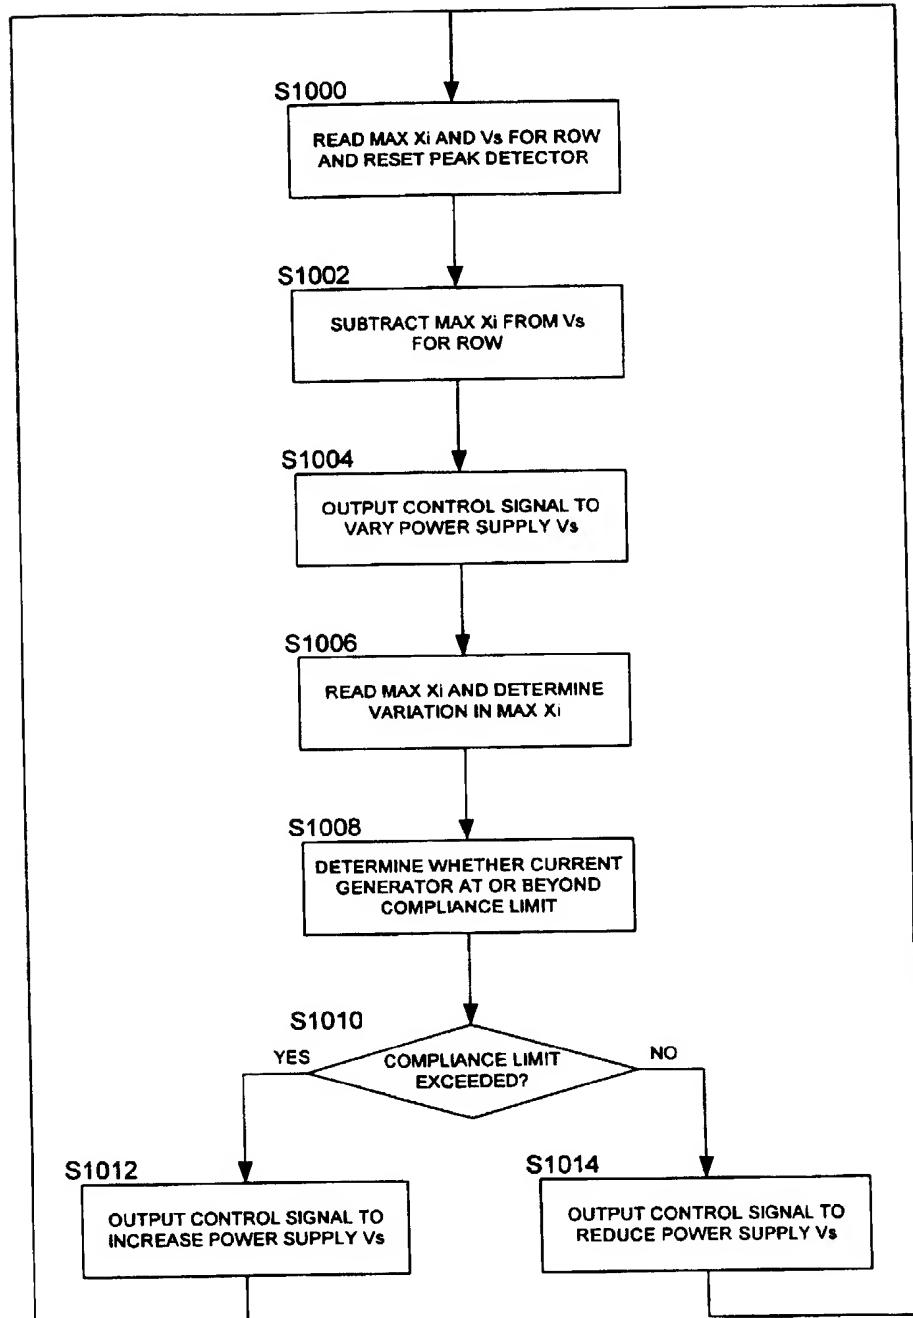 S1000
READ MAX Xi AND Vs FOR ROW
AND RESET PEAK DETECTOR
S1002
SUBTRACT MAX Xi FROM Vs
FOR ROW
S1004
OUTPUT CONTROL SIGNAL TO
VARY POWER SUPPLY Vs
S1006
READ MAX Xi AND DETERMINE
VARIATION IN MAX Xi
S1008
DETERMINE WHETHER CURRENT
GENERATOR AT OR BEYOND
COMPLIANCE LIMIT
S1010
YES
COMPLIANCE LIMIT
EXCEEDED?
NO
S1012
OUTPUT CONTROL SIGNAL TO
INCREASE POWER SUPPLY Vs
S1014
OUTPUT CONTROL SIGNAL TO
REDUCE POWER SUPPLY Vs